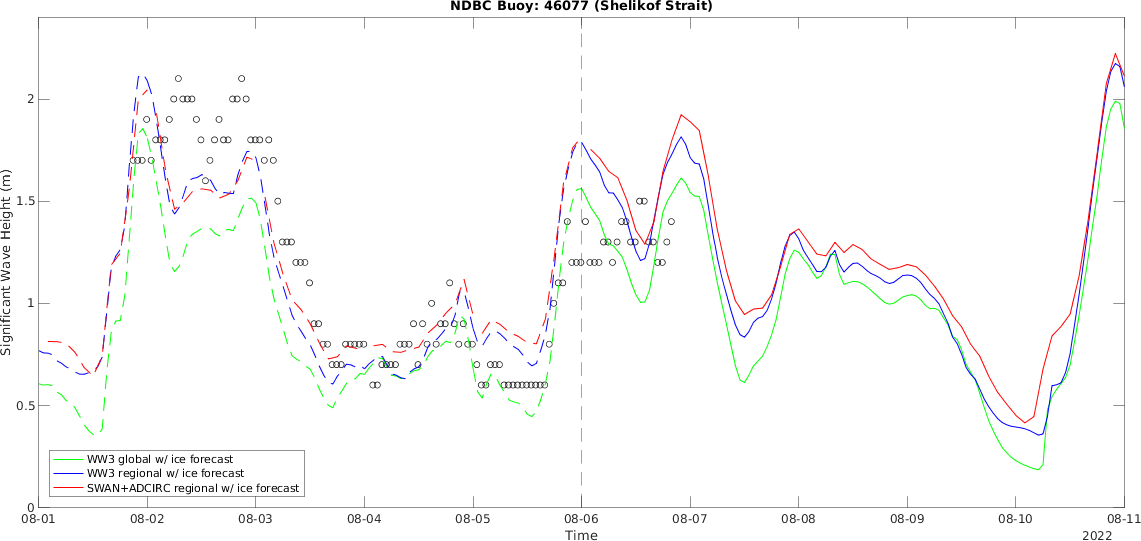 NDBC Buoy: 46077 (Shelikof Strait)
Significant Wave Height (m)
2
1.5
1
0.5
0
WW3 global w/ ice forecast
WW3 regional w/ ice forecast
SWAN+ADCIRC regional w/ ice forecast
08-01 08-02 08-03 08-04 08-05 08-06 08-07 08-08 08-09 08-10 08-11
Time
2022